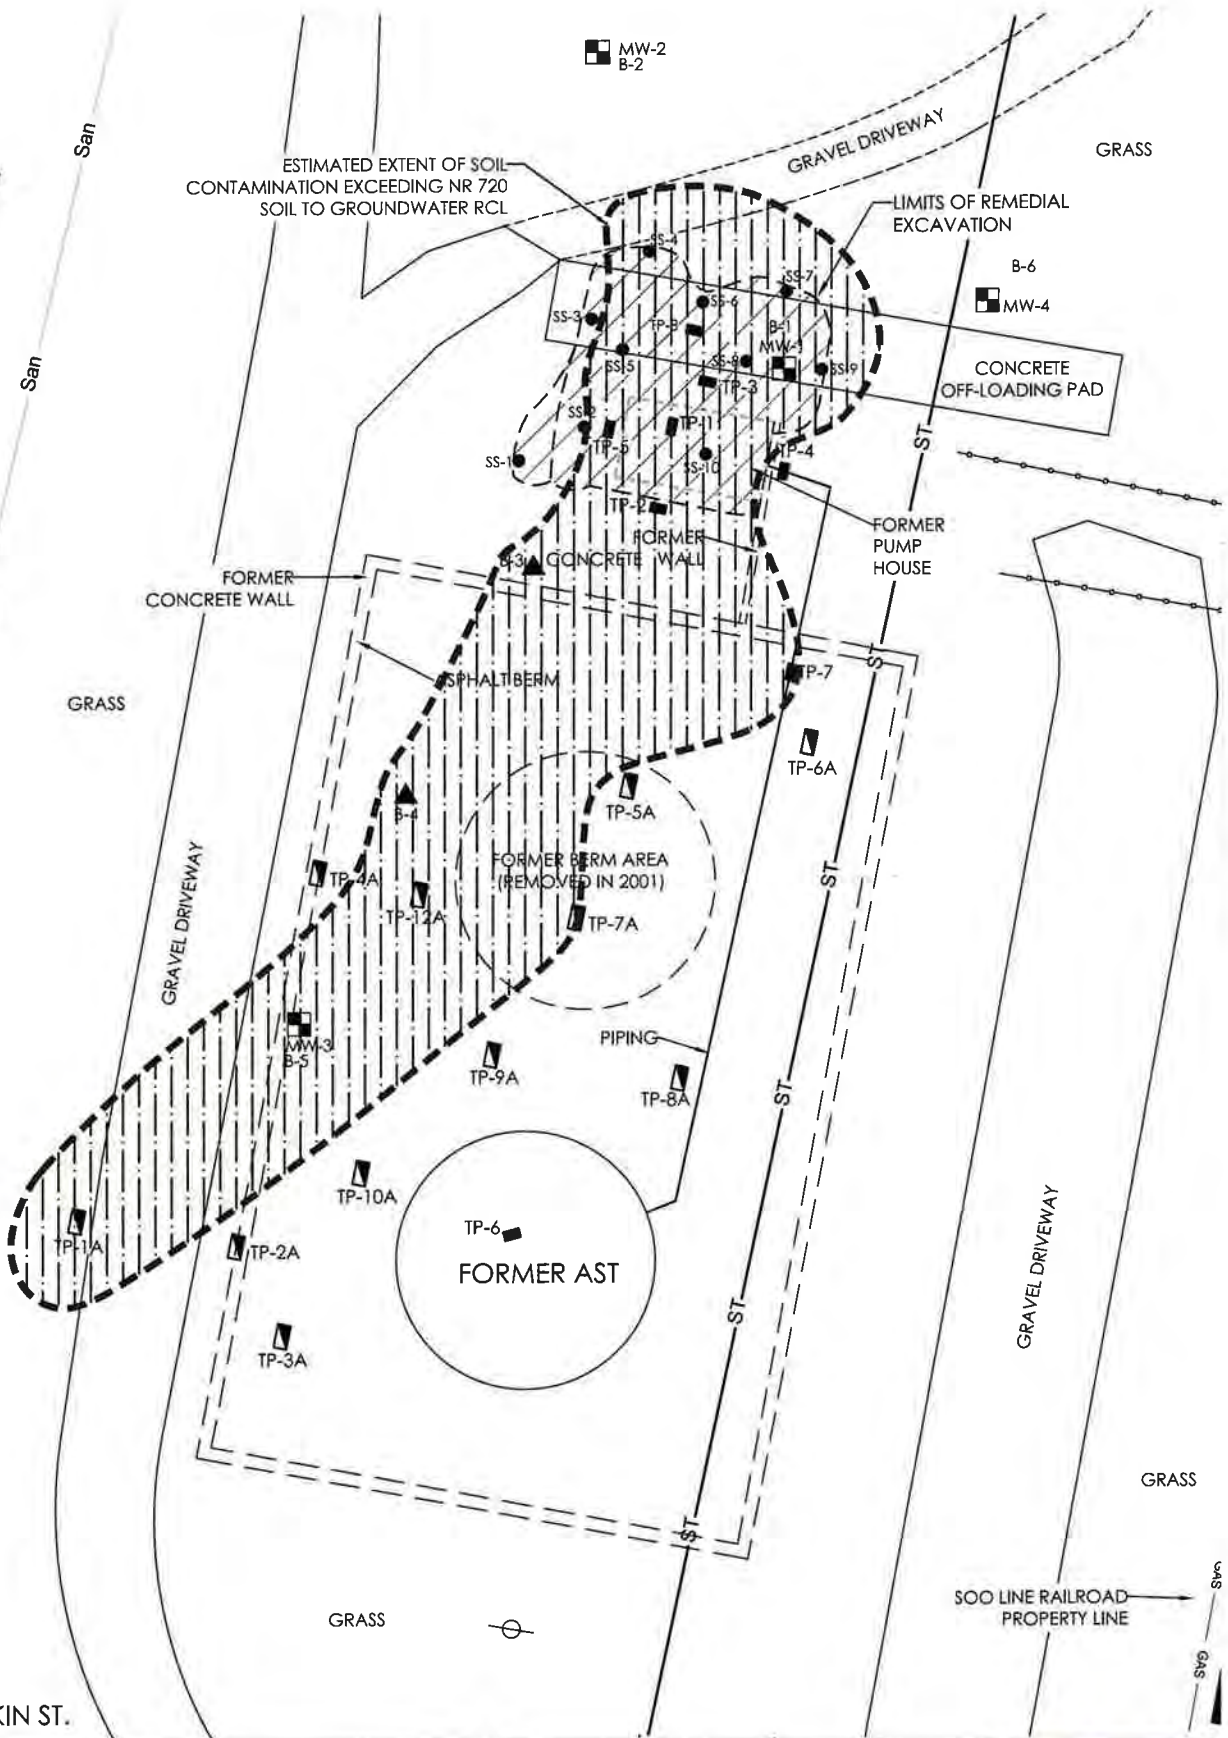 MW-2
B-2
San
GRAVEL DRIVEWAY
GRASS
ESTIMATED EXTENT OF SOIL
CONTAMINATION EXCEEDING NR 720
SOIL TO GROUNDWATER RCL
LIMITS OF REMEDIAL
EXCAVATION
SS-4
B-6
MW-4
SS-7
SS-6
SS-3
TP-8
B-1
MW-1
San
SS-5
SS-8
SS-9
CONCRETE
OFF-LOADING PAD
TP-3
SS-2
TP-5
TP-11
ST
TP-4
SS-1
SS-10
TP-2
FORMER
PUMP
HOUSE
FORMER
CONCRETE WALL
B-3
FORMER
CONCRETE WALL
ST
TP-7
SPHALT BERM
GRASS
TP-6A
TP-5A
B-4
FORMER BERM AREA
(REMOVED IN 2001)
ST
TP-4A
TP-12A
TP-7A
GRAVEL DRIVEWAY
MW-3
B-5
PIPING
TP-9A
TP-8A
ST
TP-10A
TP-1A
TP-2A
TP-6
FORMER AST
GRAVEL DRIVEWAY
ST
TP-3A
GRASS
ST
SOO LINE RAILROAD
PROPERTY LINE
GAS
GRASS
GAS
KIN ST.